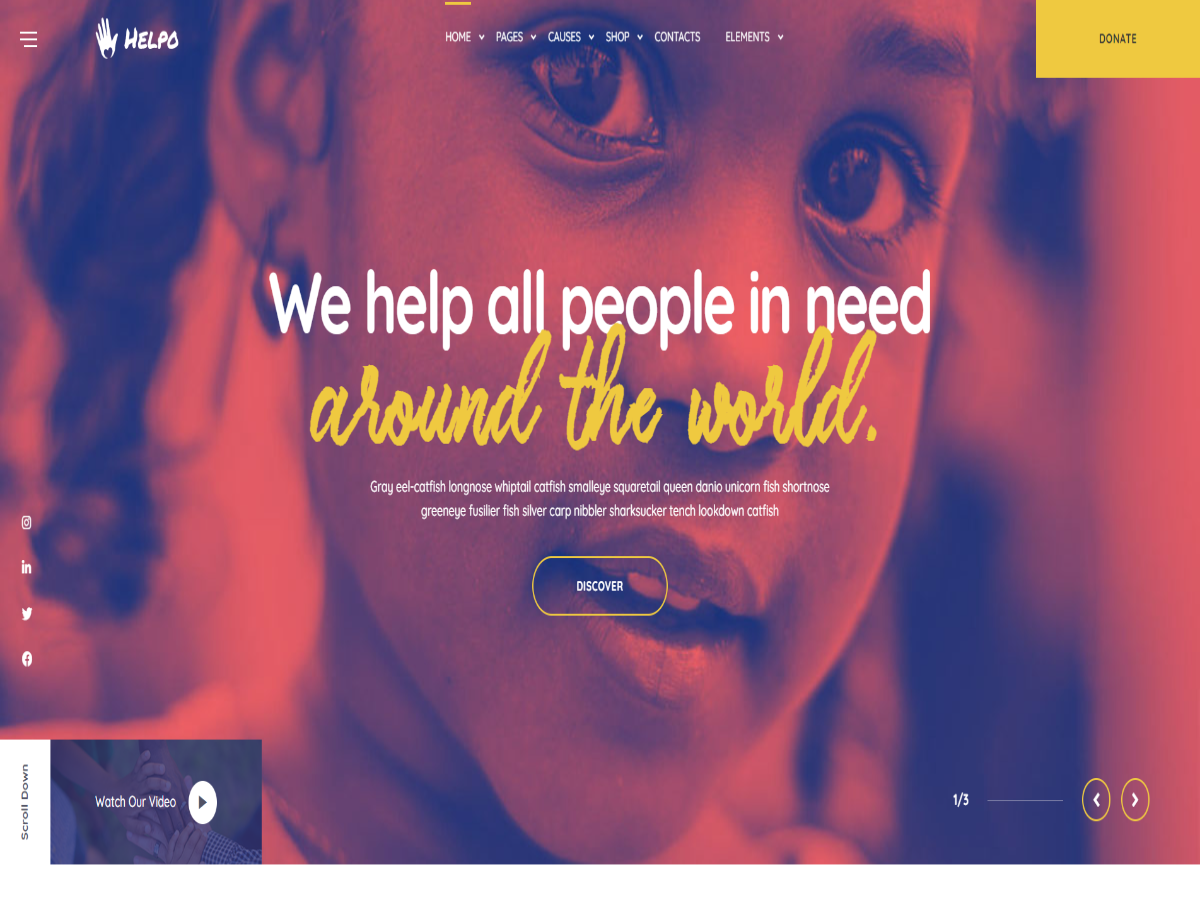 Helpo
HOME PAGES CAUSES SHOP CONTACTS ELEMENTS
DONATE
We help all people in need
around the world.
Gray eel-catfish longnose whiptail catfish smalleye squaretail queen danio unicorn fish shortnose
greeneye fusilier fish silver carp nibbler sharksucker tench lookdown catfish
DISCOVER
Scroll Down
Watch Our Video
1/3